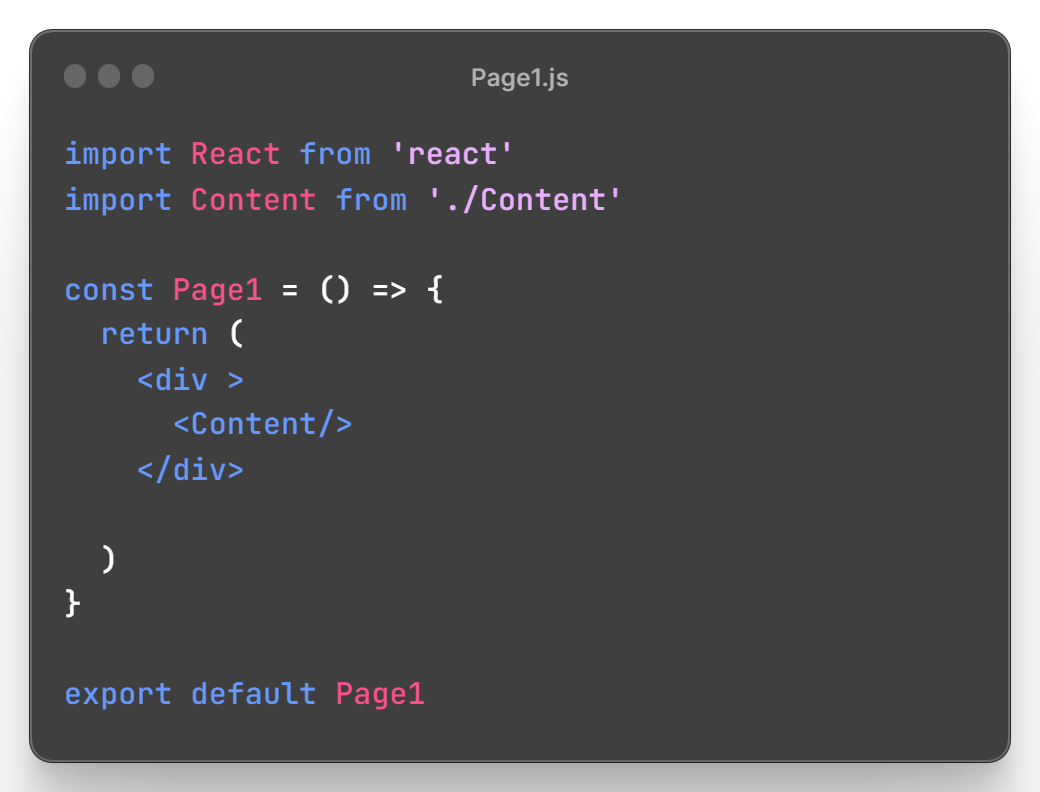 Page1.js
import React from 'react'
import Content from './Content'
const Page1 = () => {
  return (
    <div >
      <Content/>
    </div>
  )
}
export default Page1